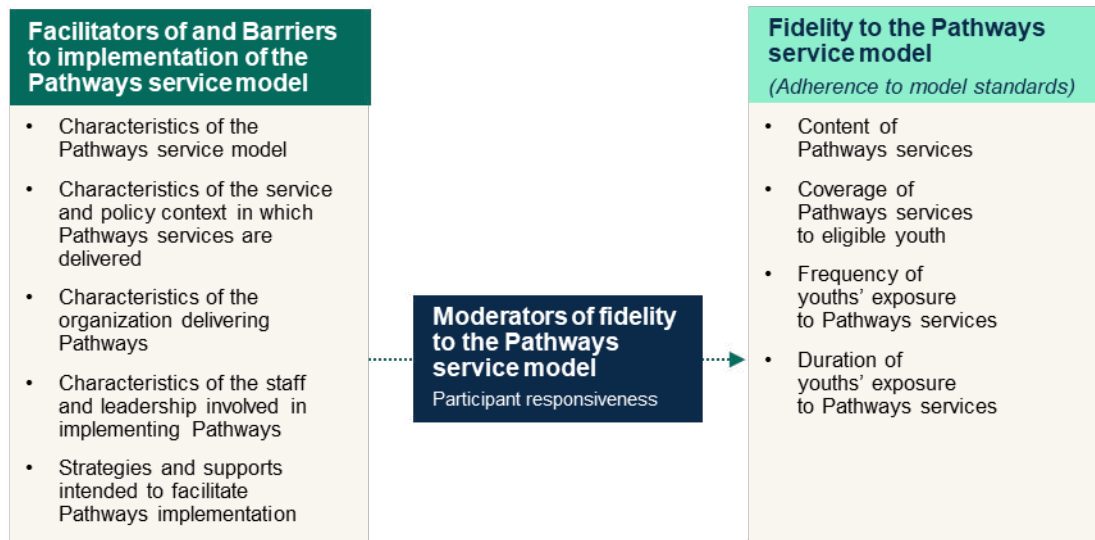 Facilitators of and Barriers
to implementation of the
Pathways service model
• Characteristics of the
Pathways service model
• Characteristics of the service
and policy context in which
Pathways services are
delivered
• Characteristics of the
organization delivering
Pathways
• Characteristics of the staff
and leadership involved in
implementing Pathways
• Strategies and supports
intended to facilitate
Pathways implementation
Moderators of fidelity
to the Pathways
service model
Participant responsiveness
Fidelity to the Pathways
service model
(Adherence to model standards)
• Content of
Pathways services
• Coverage of
Pathways services
to eligible youth
• Frequency of
youths’ exposure
to Pathways services
• Duration of
youths’ exposure
to Pathways services